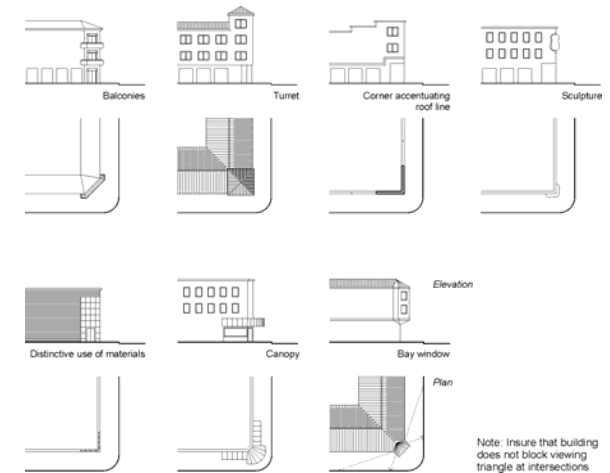 Balconies
Turret
Corner accentuating
roof line
Sculpture
Elevation
Distinctive use of materials
Canopy
Bay window
Plan
Note: Insure that building
does not block viewing
triangle at intersections